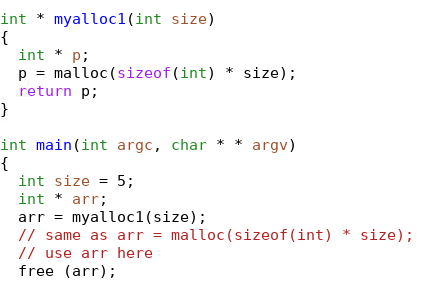 int * myalloc1(int size)
{
  int * p;
  p = malloc(sizeof(int) * size);
  return p;
}

int main(int argc, char * * argv)
{
  int size = 5;
  int * arr;
  arr = myalloc1(size);
  // same as arr = malloc(sizeof(int) * size);
  // use arr here
  free (arr);